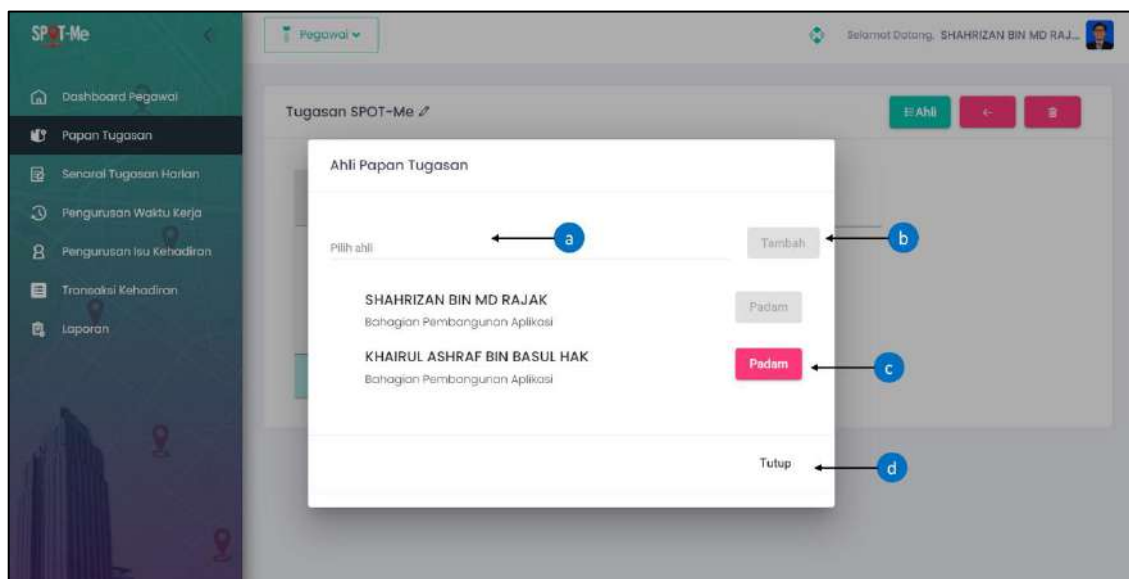 SPOT-Me
Pegawai
Selamat Datang, SHAHRIZAN BIN MD RAJ...
Dashboard Pegawai
Papan Tugasan
Senarai Tugasan Harian
Pengurusan Waktu Kerja
Pengurusan Isu Kehadiran
Transaksi Kehadiran
Laporan
Tugasan SPOT-Me
Ahli
Ahli Papan Tugasan
Pilih ahli
a
Tambah
b
SHAHRIZAN BIN MD RAJAK
Bahagian Pembangunan Aplikasi
Padam
KHAIRUL ASHRAF BIN BASUL HAK
Bahagian Pembangunan Aplikasi
Padam
c
Tutup
d